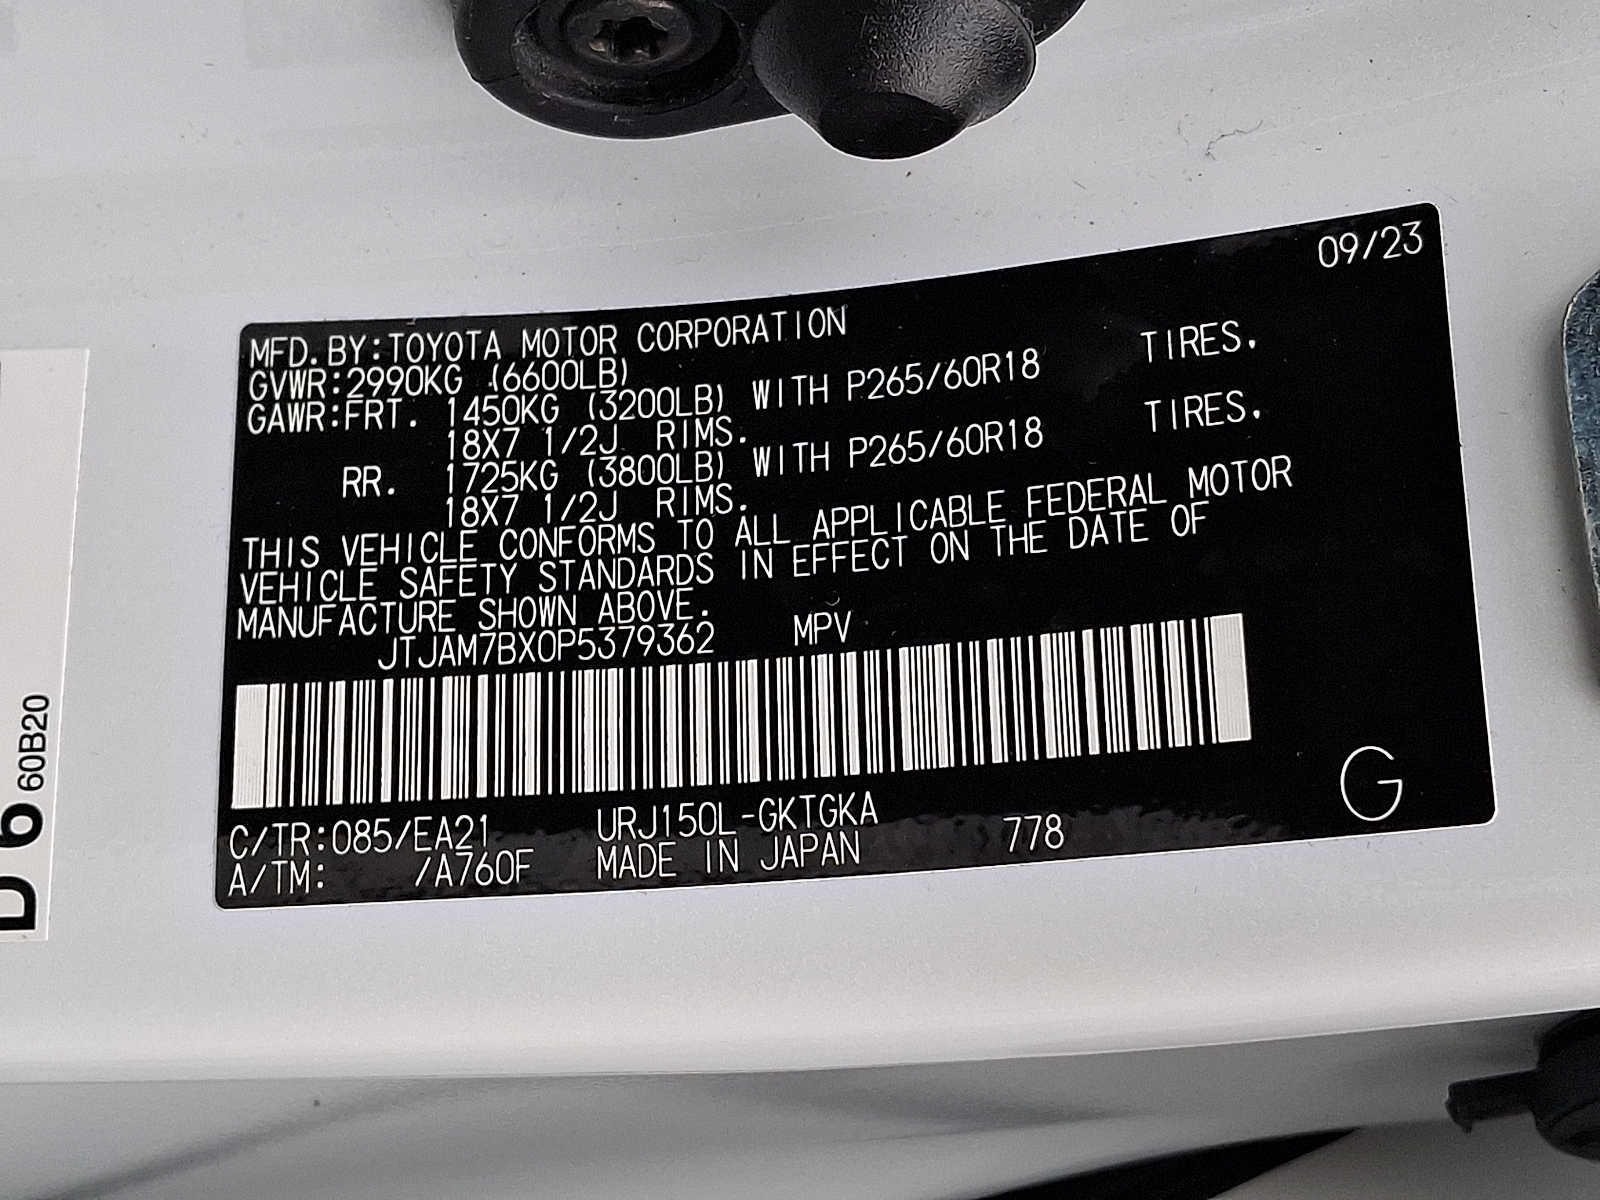 09/23
MFD.BY:TOYOTA MOTOR CORPORATION
GVWR:2990KG (6600LB)
GAWR:FRT. 1450KG (3200LB) WITH P265/60R18 TIRES.
18X7 1/2J RIMS.
RR. 1725KG (3800LB) WITH P265/60R18 TIRES.
18X7 1/2J RIMS.
THIS VEHICLE CONFORMS TO ALL APPLICABLE FEDERAL MOTOR
VEHICLE SAFETY STANDARDS IN EFFECT ON THE DATE OF
MANUFACTURE SHOWN ABOVE.
JTJAM7BX0P5379362 MPV
C/TR:085/EA21 URJ150L-GKTGKA
A/TM: /A760F MADE IN JAPAN 778
G
D 6
60B20